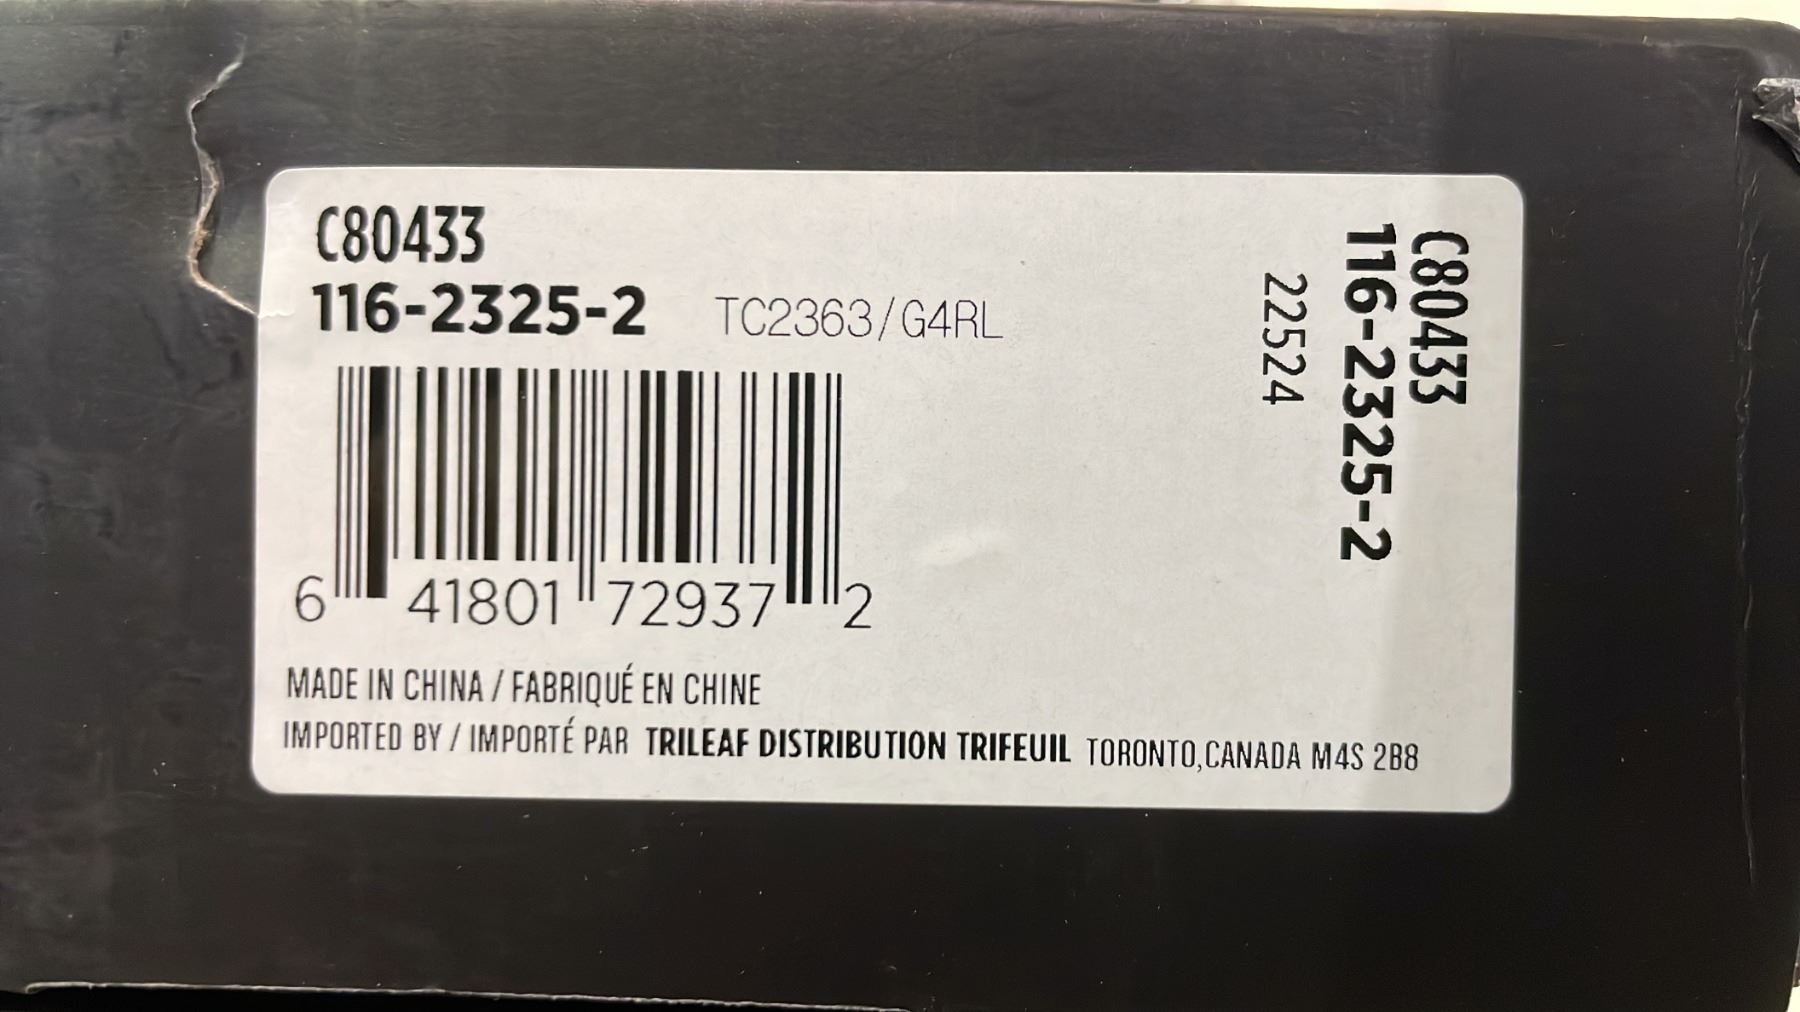 C80433
116-2325-2 TC2363/G4RL
6 41801 72937 2
MADE IN CHINA / FABRIQUÉ EN CHINE
IMPORTED BY / IMPORTÉ PAR TRILEAF DISTRIBUTION TRIFEUIL TORONTO,CANADA M4S 2B8
C80433
116-2325-2
22524